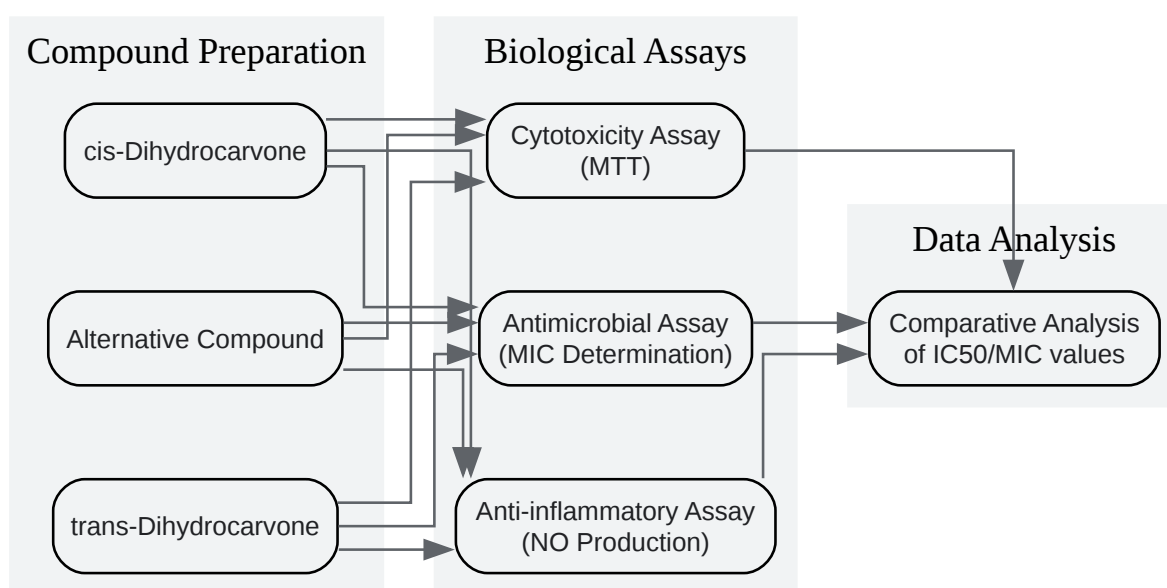 Compound Preparation
cis-Dihydrocarvone
Alternative Compound
trans-Dihydrocarvone
Biological Assays
Cytotoxicity Assay
(MTT)
Antimicrobial Assay
(MIC Determination)
Anti-inflammatory Assay
(NO Production)
Data Analysis
Comparative Analysis
of IC50/MIC values